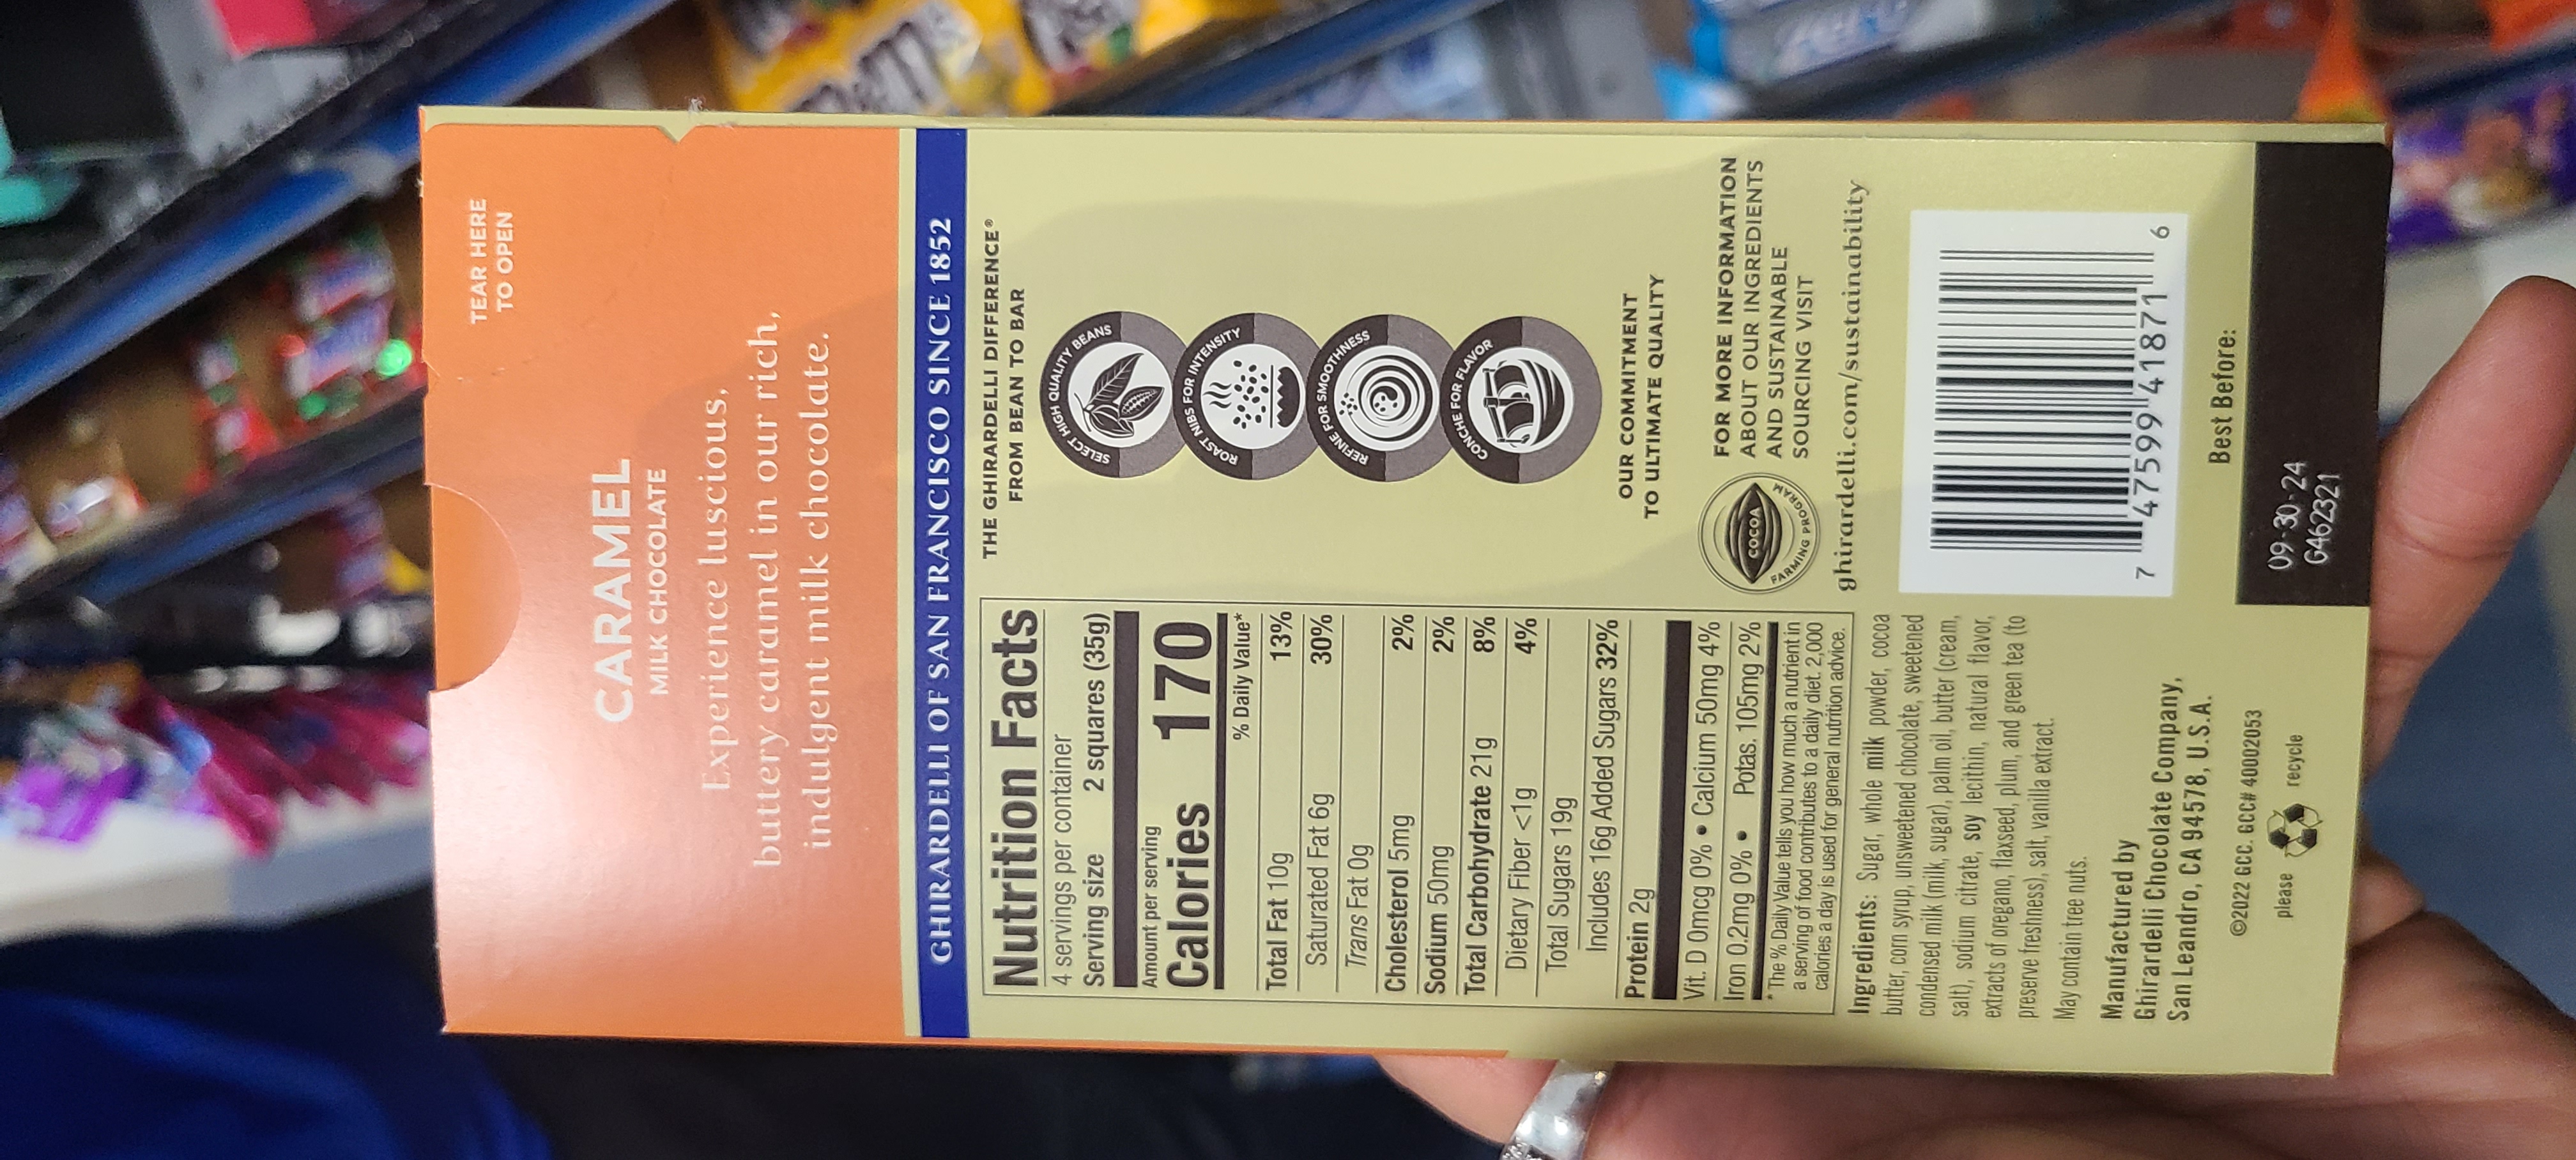 TEAR HERE
TO OPEN
CARAMEL
MILK CHOCOLATE
Experience luscious,
buttery caramel in our rich,
indulgent milk chocolate.
GHIRARDELLI OF SAN FRANCISCO SINCE 1852
Nutrition Facts
4 servings per container
Serving size 2 squares (35g)
Amount per serving
Calories 170
% Daily Value*
Total Fat 10g 13%
Saturated Fat 6g 30%
Trans Fat 0g
Cholesterol 5mg 2%
Sodium 50mg 2%
Total Carbohydrate 21g 8%
Dietary Fiber <1g 4%
Total Sugars 19g
Includes 16g Added Sugars 32%
Protein 2g
Vit. D 0mcg 0% • Calcium 50mg 4%
Iron 0.2mg 0% • Potas. 105mg 2%
* The % Daily Value tells you how much a nutrient in
a serving of food contributes to a daily diet. 2,000
calories a day is used for general nutrition advice.
Ingredients: Sugar, whole milk powder, cocoa
butter, corn syrup, unsweetened chocolate, sweetened
condensed milk (milk, sugar), palm oil, butter (cream,
salt), sodium citrate, soy lecithin, natural flavor,
extracts of oregano, flaxseed, plum, and green tea (to
preserve freshness), salt, vanilla extract.
May contain tree nuts.
Manufactured by
Ghirardelli Chocolate Company,
San Leandro, CA 94578, U.S.A.
©2022 GCC. GCC# 40002053
please recycle
THE GHIRARDELLI DIFFERENCE®
FROM BEAN TO BAR
SELECT HIGH QUALITY BEANS
ROAST NIBS FOR INTENSITY
REFINE FOR SMOOTHNESS
CONCHE FOR FLAVOR
OUR COMMITMENT
TO ULTIMATE QUALITY
COCOA
FARMING PROGRAM
FOR MORE INFORMATION
ABOUT OUR INGREDIENTS
AND SUSTAINABLE
SOURCING VISIT
ghirardelli.com/sustainability
7 47599 41871 6
Best Before:
09-30-24
G462321